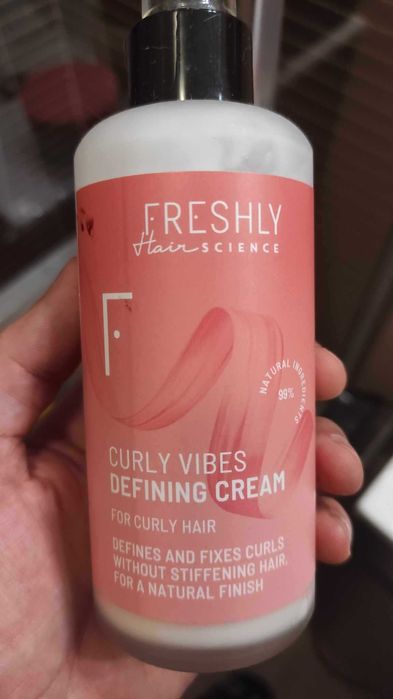 FRESHLY
Hair SCIENCE
F
NATURAL INGREDIENTS
99%
CURLY VIBES
DEFINING CREAM
FOR CURLY HAIR
DEFINES AND FIXES CURLS
WITHOUT STIFFENING HAIR.
FOR A NATURAL FINISH